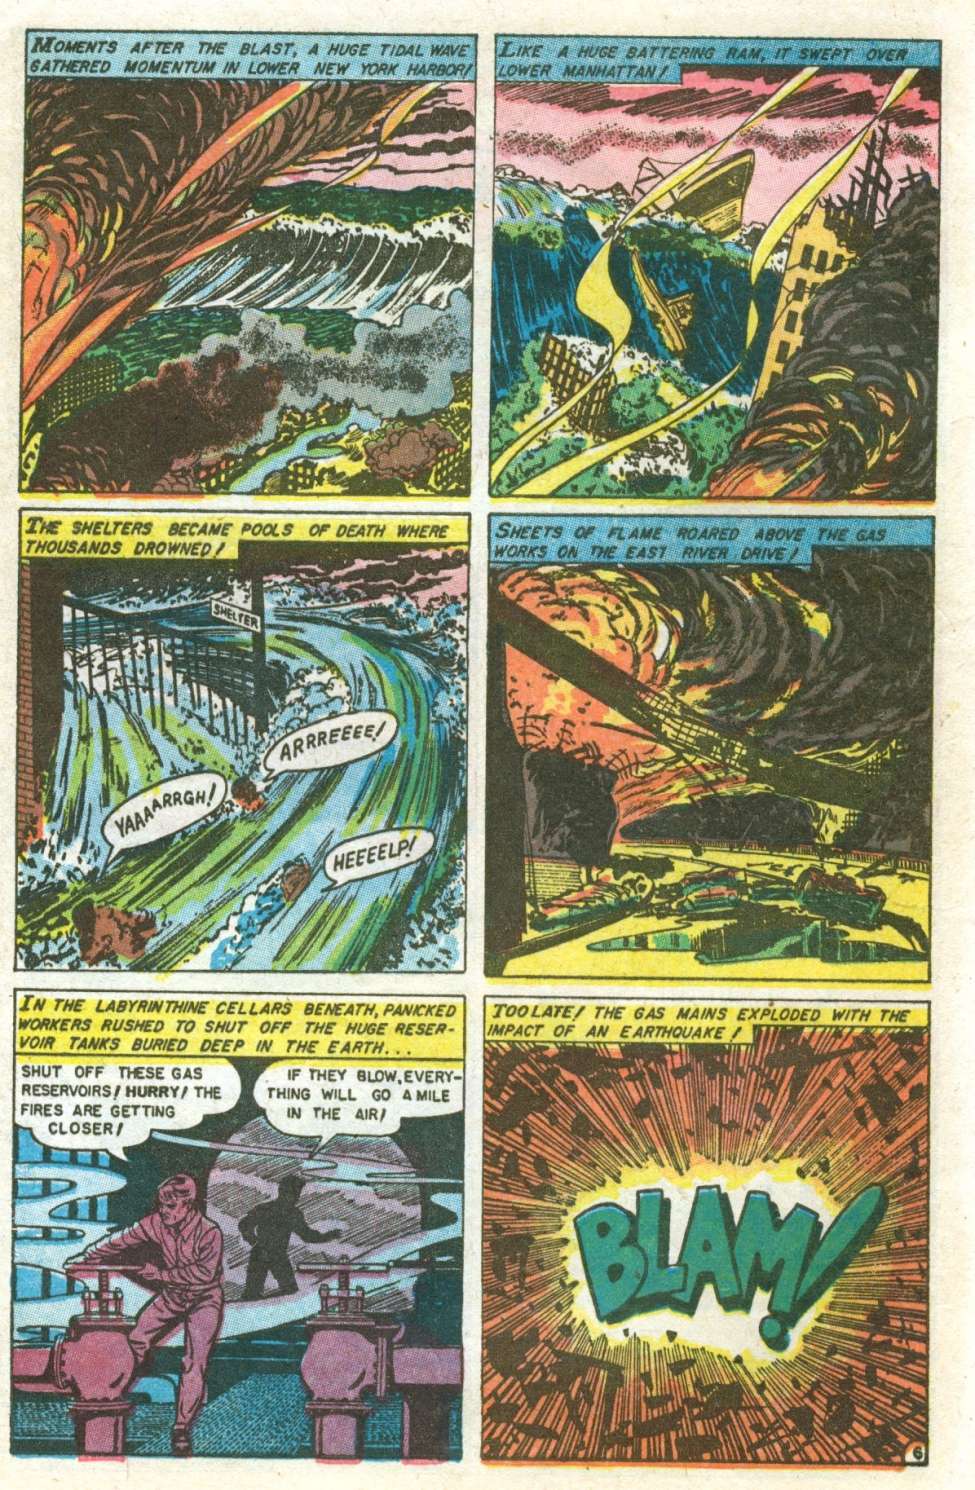 MOMENTS AFTER THE BLAST, A HUGE TIDAL WAVE
GATHERED MOMENTUM IN LOWER NEW YORK HARBOR!
LIKE A HUGE BATTERING RAM, IT SWEPT OVER
LOWER MANHATTAN!
THE SHELTERS BECAME POOLS OF DEATH WHERE
THOUSANDS DROWNED!
SHELTER
ARRREEEE!
YAAAARRGH!
HEEEELP!
SHEETS OF FLAME ROARED ABOVE THE GAS
WORKS ON THE EAST RIVER DRIVE!
IN THE LABYRINTHINE CELLARS BENEATH, PANICKED
WORKERS RUSHED TO SHUT OFF THE HUGE RESER-
VOIR TANKS BURIED DEEP IN THE EARTH...
SHUT OFF THESE GAS
RESERVOIRS! HURRY! THE
FIRES ARE GETTING
CLOSER!
IF THEY BLOW, EVERY-
THING WILL GO A MILE
IN THE AIR!
TOO LATE! THE GAS MAINS EXPLODED WITH THE
IMPACT OF AN EARTHQUAKE!
BLAM!
6